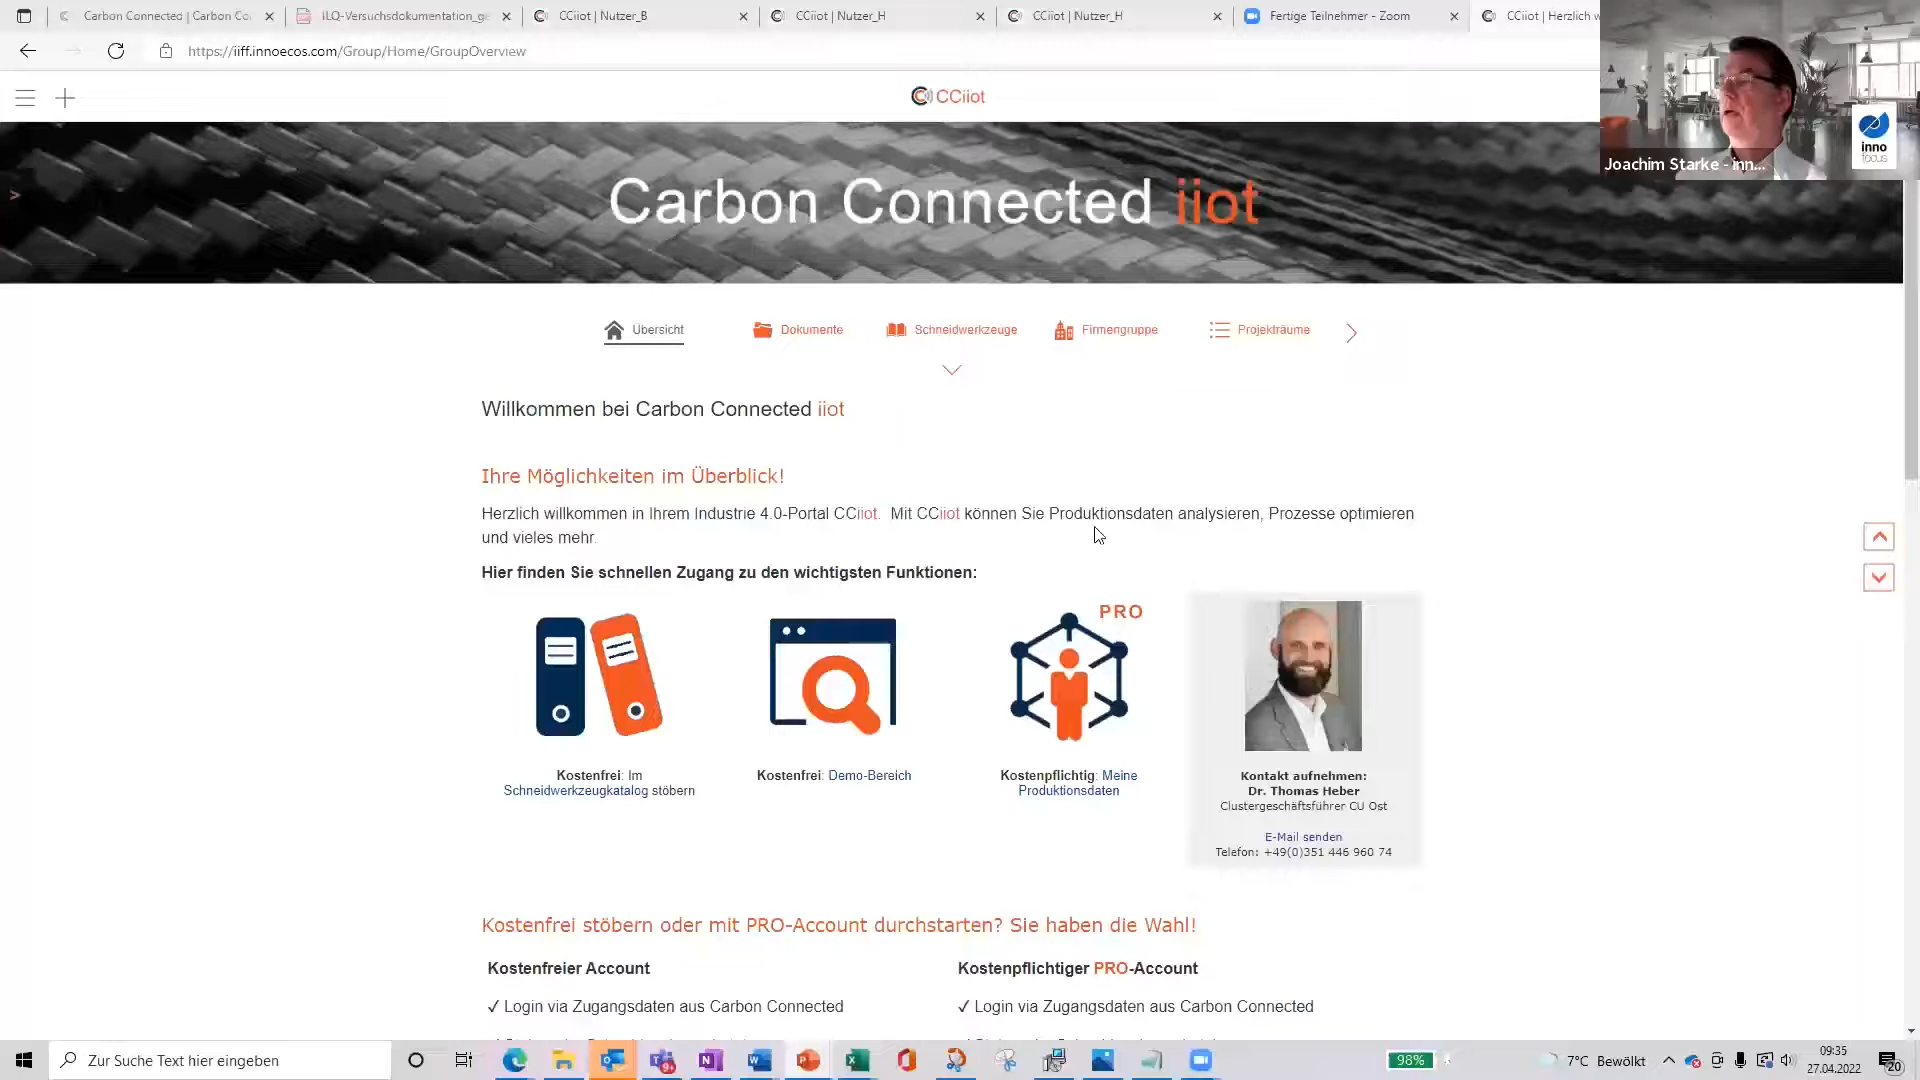 Carbon Connected | Carbon Co
ILQ-Versuchsdokumentation_ge
CCiiot | Nutzer_B
CCiiot | Nutzer_H
CCiiot | Nutzer_H
Fertige Teilnehmer - Zoom
CCiiot | Herzlich w
https://iiff.innoecos.com/Group/Home/GroupOverview
CCiiot
inno
focus
Joachim Starke - inn...
>
Carbon Connected iiot
Übersicht
Dokumente
Schneidwerkzeuge
Firmengruppe
Projekträume
Willkommen bei Carbon Connected iiot
Ihre Möglichkeiten im Überblick!
Herzlich willkommen in Ihrem Industrie 4.0-Portal CCiiot. Mit CCiiot können Sie Produktionsdaten analysieren, Prozesse optimieren
und vieles mehr.
Hier finden Sie schnellen Zugang zu den wichtigsten Funktionen:
PRO
Kostenfrei: Im
Schneidwerkzeugkatalog stöbern
Kostenfrei: Demo-Bereich
Kostenpflichtig: Meine
Produktionsdaten
Kontakt aufnehmen:
Dr. Thomas Heber
Clustergeschäftsführer CU Ost
E-Mail senden
Telefon: +49(0)351 446 960 74
Kostenfrei stöbern oder mit PRO-Account durchstarten? Sie haben die Wahl!
Kostenfreier Account
Kostenpflichtiger PRO-Account
✓ Login via Zugangsdaten aus Carbon Connected
✓ Login via Zugangsdaten aus Carbon Connected
Zur Suche Text hier eingeben
98%
7°C Bewölkt
09:35
27.04.2022
20